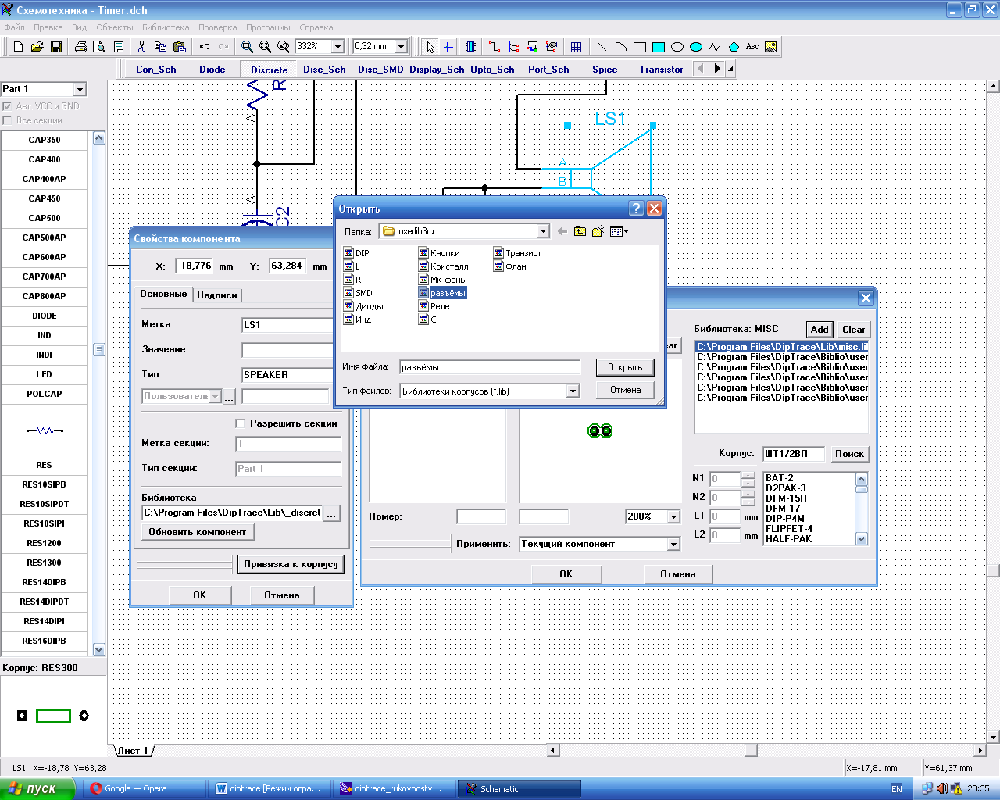 Схемотехника - Timer.dch
Файл Правка Вид Объекты Библиотека Проверка Программы Справка
332% 0,32 mm Abc
Con_Sch Diode Discrete Disc_Sch Disc_SMD Display_Sch Opto_Sch Port_Sch Spice Transistor
Part 1
Авт. VCC и GND
Все секции
CAP350
CAP400
CAP400AP
CAP450
CAP500
CAP500AP
CAP600AP
CAP700AP
CAP800AP
DIODE
IND
INDI
LED
POLCAP
RES
RES10SIPB
RES10SIPDT
RES10SIPI
RES1200
RES1300
RES14DIPB
RES14DIPDT
RES14DIPI
RES16DIPB
Корпус: RES300
R
A
A
C2
LS1
A
B
Свойства компонента
X: -18,776 mm Y: 63,284 mm
Основные Надписи
Метка: LS1
Значение:
Тип: SPEAKER
Пользовател ...
Разрешить секции
Метка секции: 1
Тип секции: Part 1
Библиотека
C:\Program Files\DipTrace\Lib\_discret ...
Обновить компонент
Привязка к корпусу
OK Отмена
Открыть
Папка: userlib3ru
DIP
L
R
SMD
Диоды
Инд
Кнопки
Кристалл
Мк-фоны
разъёмы
Реле
С
Транзист
Флан
Имя файла: разъёмы Открыть
Тип файлов: Библиотеки корпусов (*.lib) Отмена
ear
Библиотека: MISC Add Clear
C:\Program Files\DipTrace\Lib\misc.li
C:\Program Files\DipTrace\Biblio\user
C:\Program Files\DipTrace\Biblio\user
C:\Program Files\DipTrace\Biblio\user
C:\Program Files\DipTrace\Biblio\user
C:\Program Files\DipTrace\Biblio\user
Корпус: ШТ1/2ВП Поиск
N1 0
N2 0
L1 0 mm
L2 0 mm
BAT-2
D2PAK-3
DFM-15H
DFM-17
DIP-P4M
FLIPFET-4
HALF-PAK
Номер: 200%
Применить: Текущий компонент
OK Отмена
Лист 1
LS1 X=-18,78 Y=63,28 X=-17,81 mm Y=61,37 mm
пуск Google — Opera diptrace [Режим огра... diptrace_rukovodstv... Schematic EN 20:35